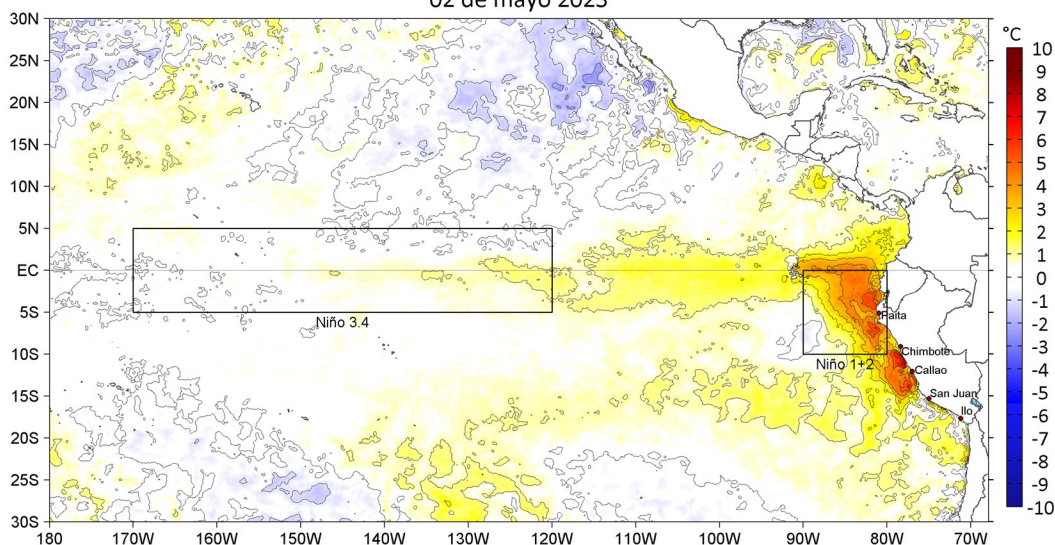 02 de mayo 2023
30N
25N
20N
15N
10N
5N
EC
5S
10S
15S
20S
25S
30S
180
170W
160W
150W
140W
130W
120W
110W
100W
90W
80W
70W
Niño 3.4
Niño 1+2
Paita
Chimbote
Callao
San Juan
Ilo
°C
10
9
8
7
6
5
4
3
2
1
0
-1
-2
-3
-4
-5
-6
-7
-8
-9
-10